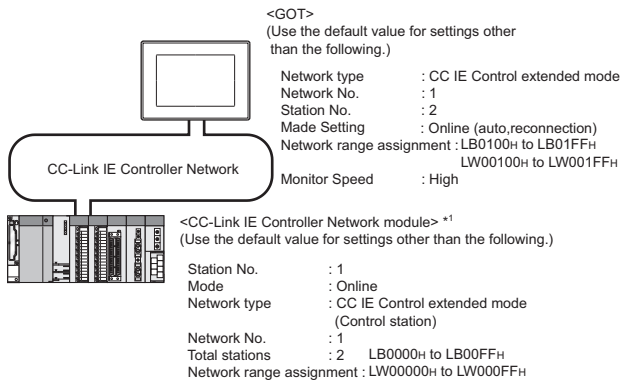 <GOT>
(Use the default value for settings other
than the following.)
Network type : CC IE Control extended mode
Network No. : 1
Station No. : 2
Made Setting : Online (auto,reconnection)
Network range assignment : LB0100H to LB01FFH
LW00100H to LW001FFH
Monitor Speed : High
CC-Link IE Controller Network
<CC-Link IE Controller Network module> *1
(Use the default value for settings other than the following.)
Station No. : 1
Mode : Online
Network type : CC IE Control extended mode
(Control station)
Network No. : 1
Total stations : 2 LB0000H to LB00FFH
Network range assignment : LW00000H to LW000FFH